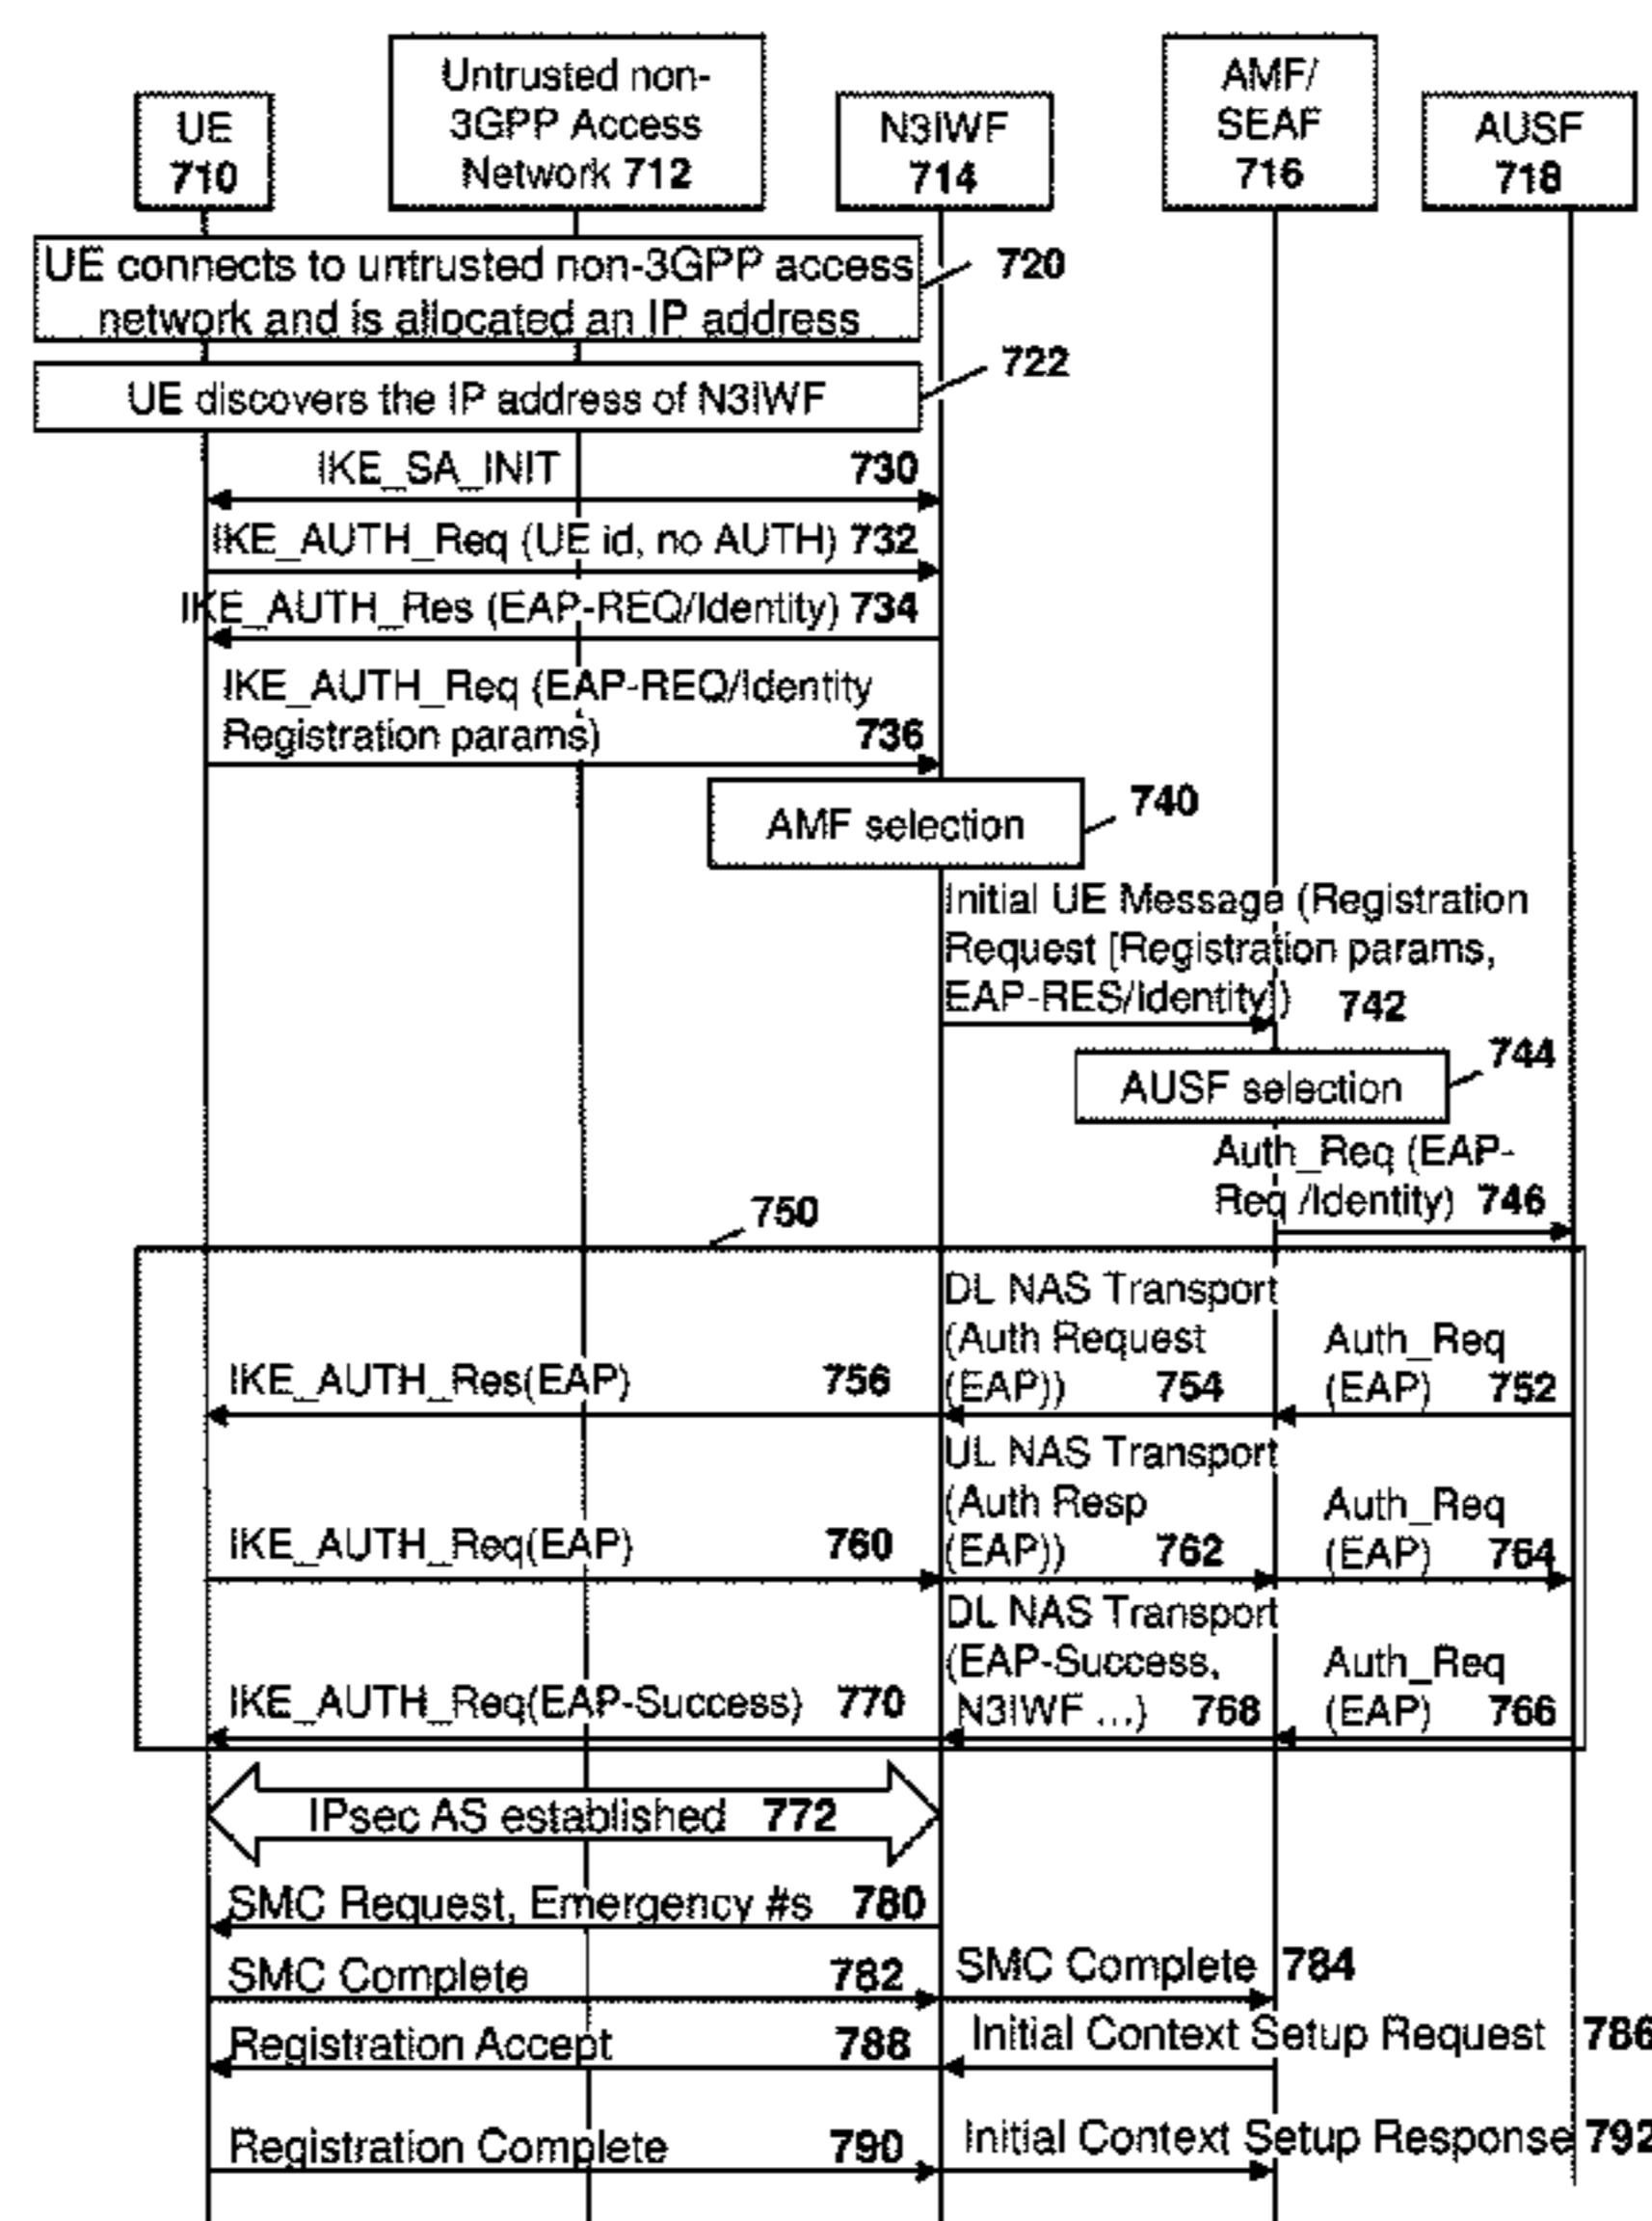 UE
710
Untrusted non-
3GPP Access
Network 712
N3IWF
714
AMF/
SEAF
716
AUSF
718
UE connects to untrusted non-3GPP access
network and is allocated an IP address
720
UE discovers the IP address of N3IWF
722
IKE_SA_INIT 730
IKE_AUTH_Req (UE id, no AUTH) 732
IKE_AUTH_Res (EAP-REQ/Identity) 734
IKE_AUTH_Req (EAP-REQ/Identity
Registration params) 736
AMF selection
740
Initial UE Message (Registration
Request [Registration params,
EAP-RES/Identity]) 742
AUSF selection
744
Auth_Req (EAP-
Req /Identity) 746
750
DL NAS Transport
(Auth Request
(EAP)) 754
Auth_Req
(EAP) 752
IKE_AUTH_Res(EAP) 756
UL NAS Transport
(Auth Resp
(EAP)) 762
Auth_Req
(EAP) 764
IKE_AUTH_Req(EAP) 760
DL NAS Transport
(EAP-Success,
N3IWF ...) 768
Auth_Req
(EAP) 766
IKE_AUTH_Req(EAP-Success) 770
IPsec AS established 772
SMC Request, Emergency #s 780
SMC Complete 782
SMC Complete 784
Registration Accept 788
Initial Context Setup Request 786
Registration Complete 790
Initial Context Setup Response 792